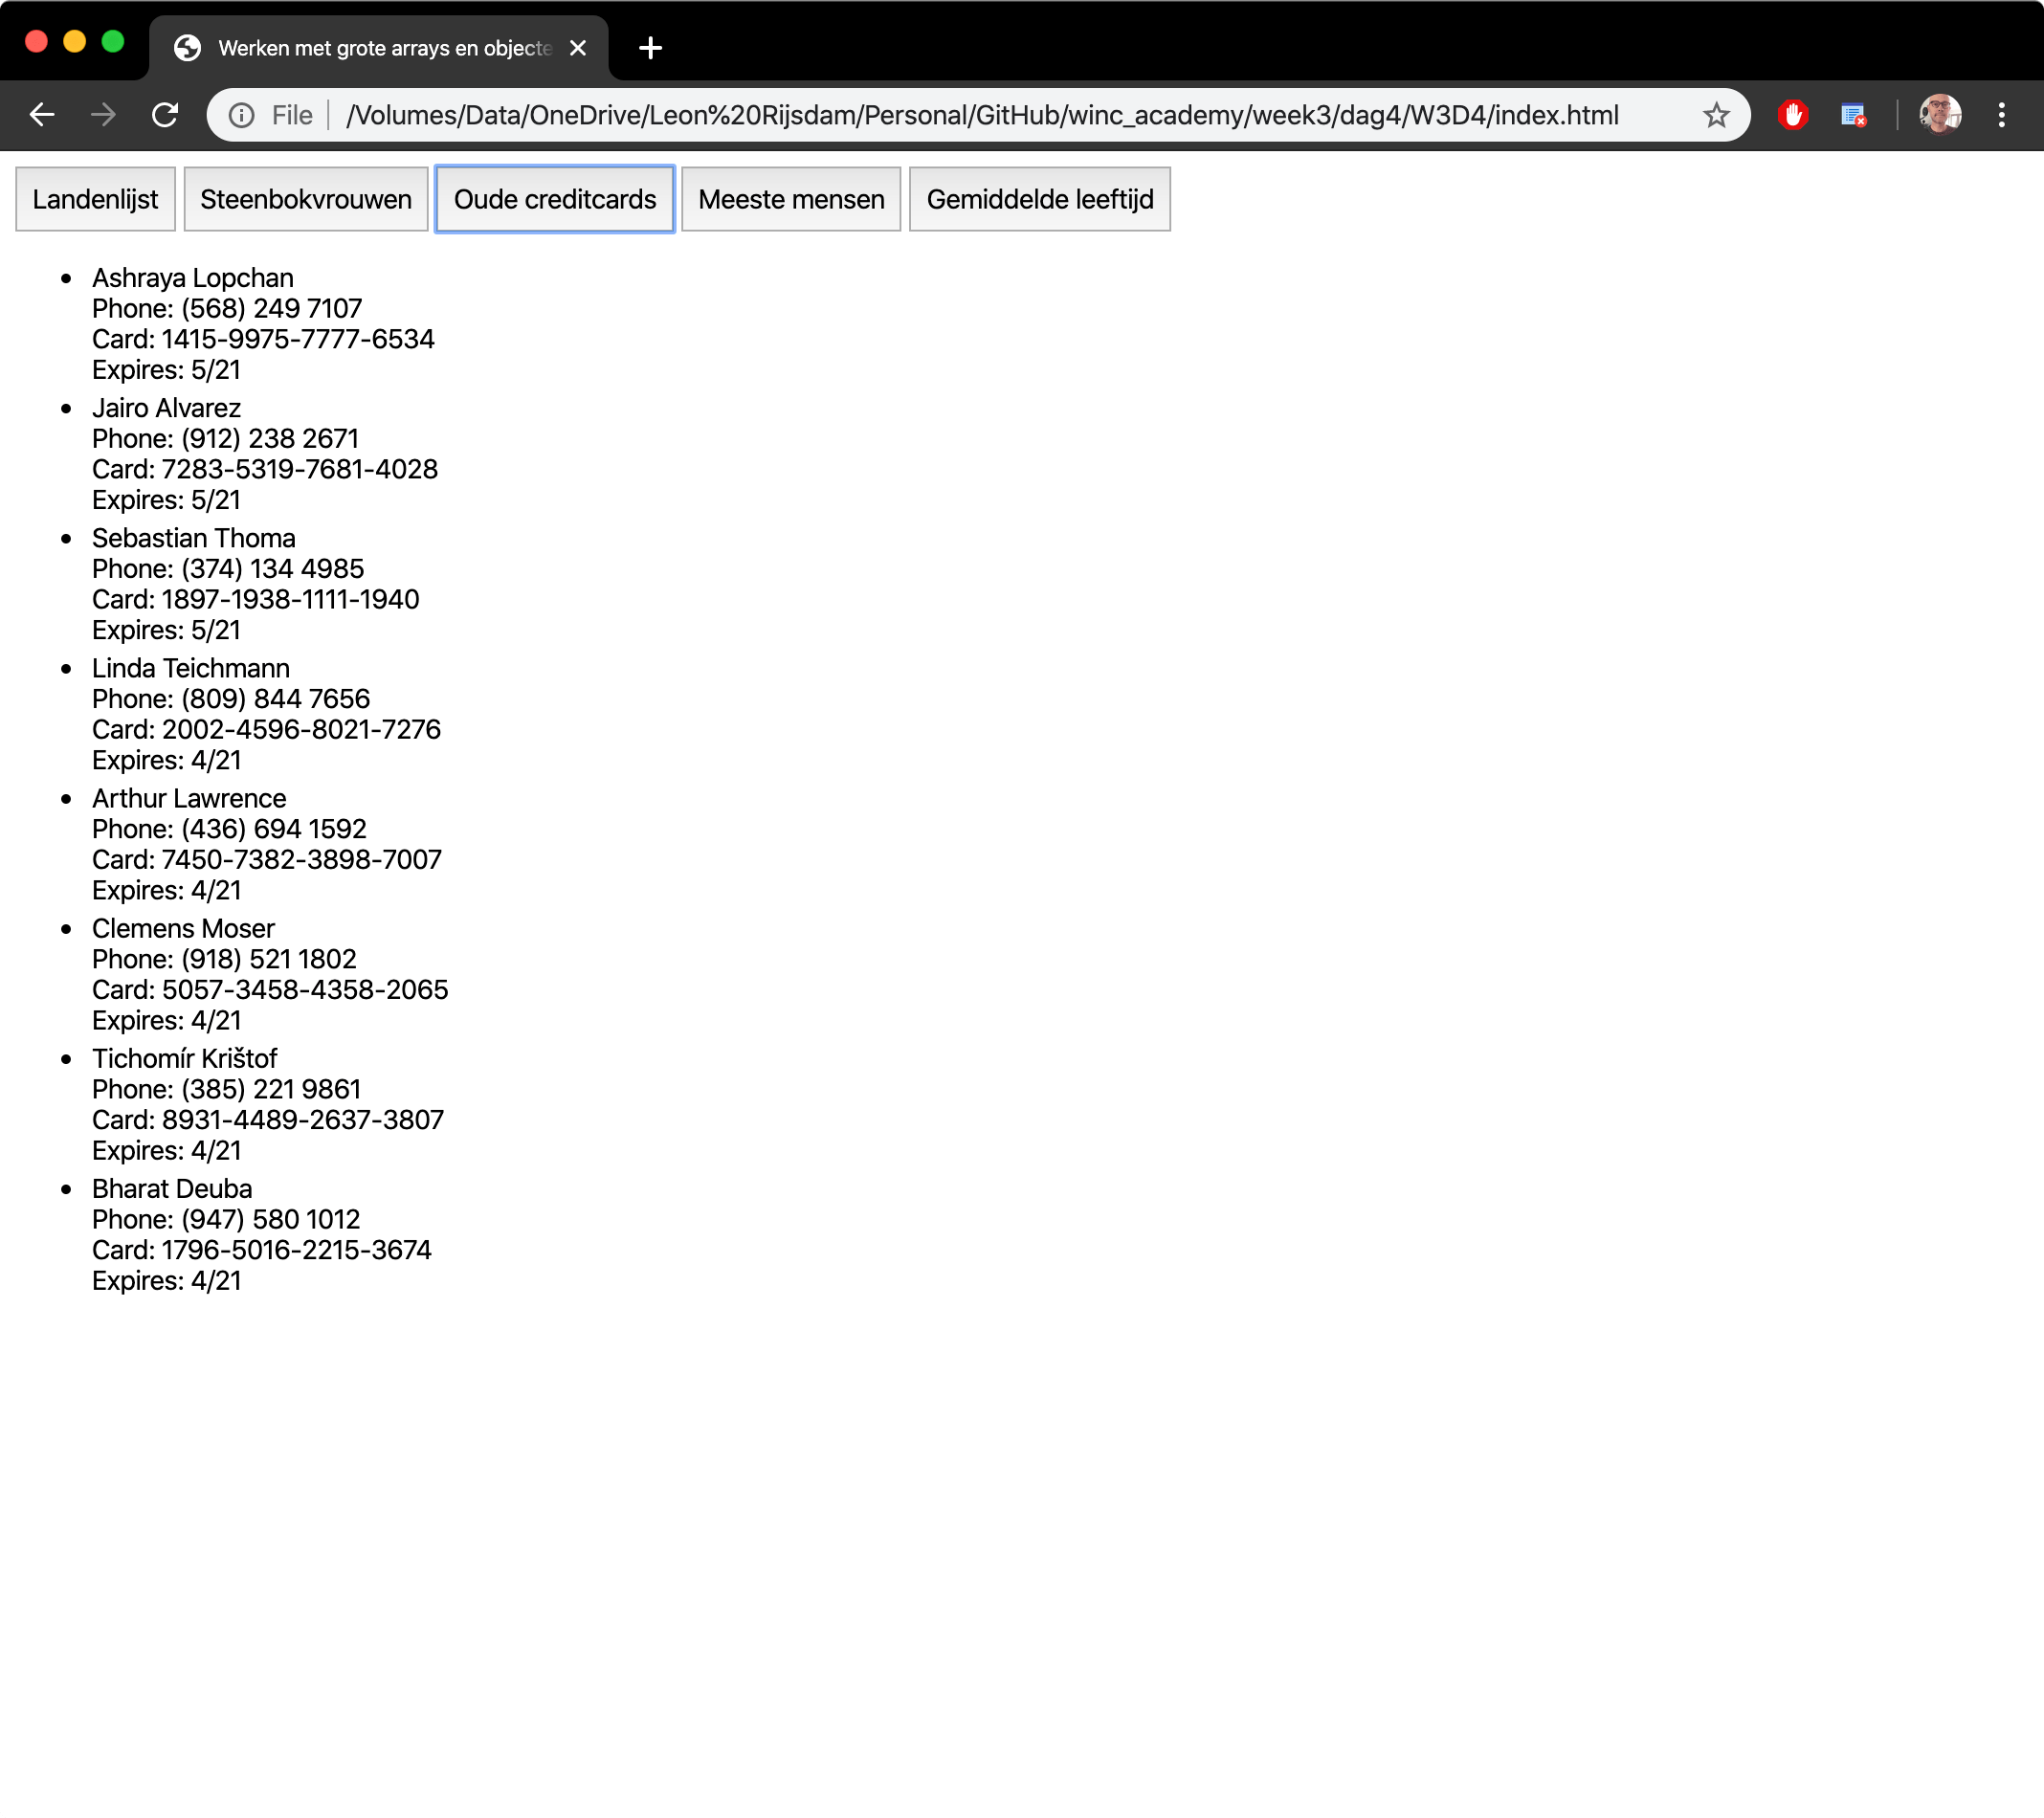 Werken met grote arrays en objecte
File
/Volumes/Data/OneDrive/Leon%20Rijsdam/Personal/GitHub/winc_academy/week3/dag4/W3D4/index.html
Landenlijst
Steenbokvrouwen
Oude creditcards
Meeste mensen
Gemiddelde leeftijd
Ashraya Lopchan
Phone: (568) 249 7107
Card: 1415-9975-7777-6534
Expires: 5/21
Jairo Alvarez
Phone: (912) 238 2671
Card: 7283-5319-7681-4028
Expires: 5/21
Sebastian Thoma
Phone: (374) 134 4985
Card: 1897-1938-1111-1940
Expires: 5/21
Linda Teichmann
Phone: (809) 844 7656
Card: 2002-4596-8021-7276
Expires: 4/21
Arthur Lawrence
Phone: (436) 694 1592
Card: 7450-7382-3898-7007
Expires: 4/21
Clemens Moser
Phone: (918) 521 1802
Card: 5057-3458-4358-2065
Expires: 4/21
Tichomír Krištof
Phone: (385) 221 9861
Card: 8931-4489-2637-3807
Expires: 4/21
Bharat Deuba
Phone: (947) 580 1012
Card: 1796-5016-2215-3674
Expires: 4/21